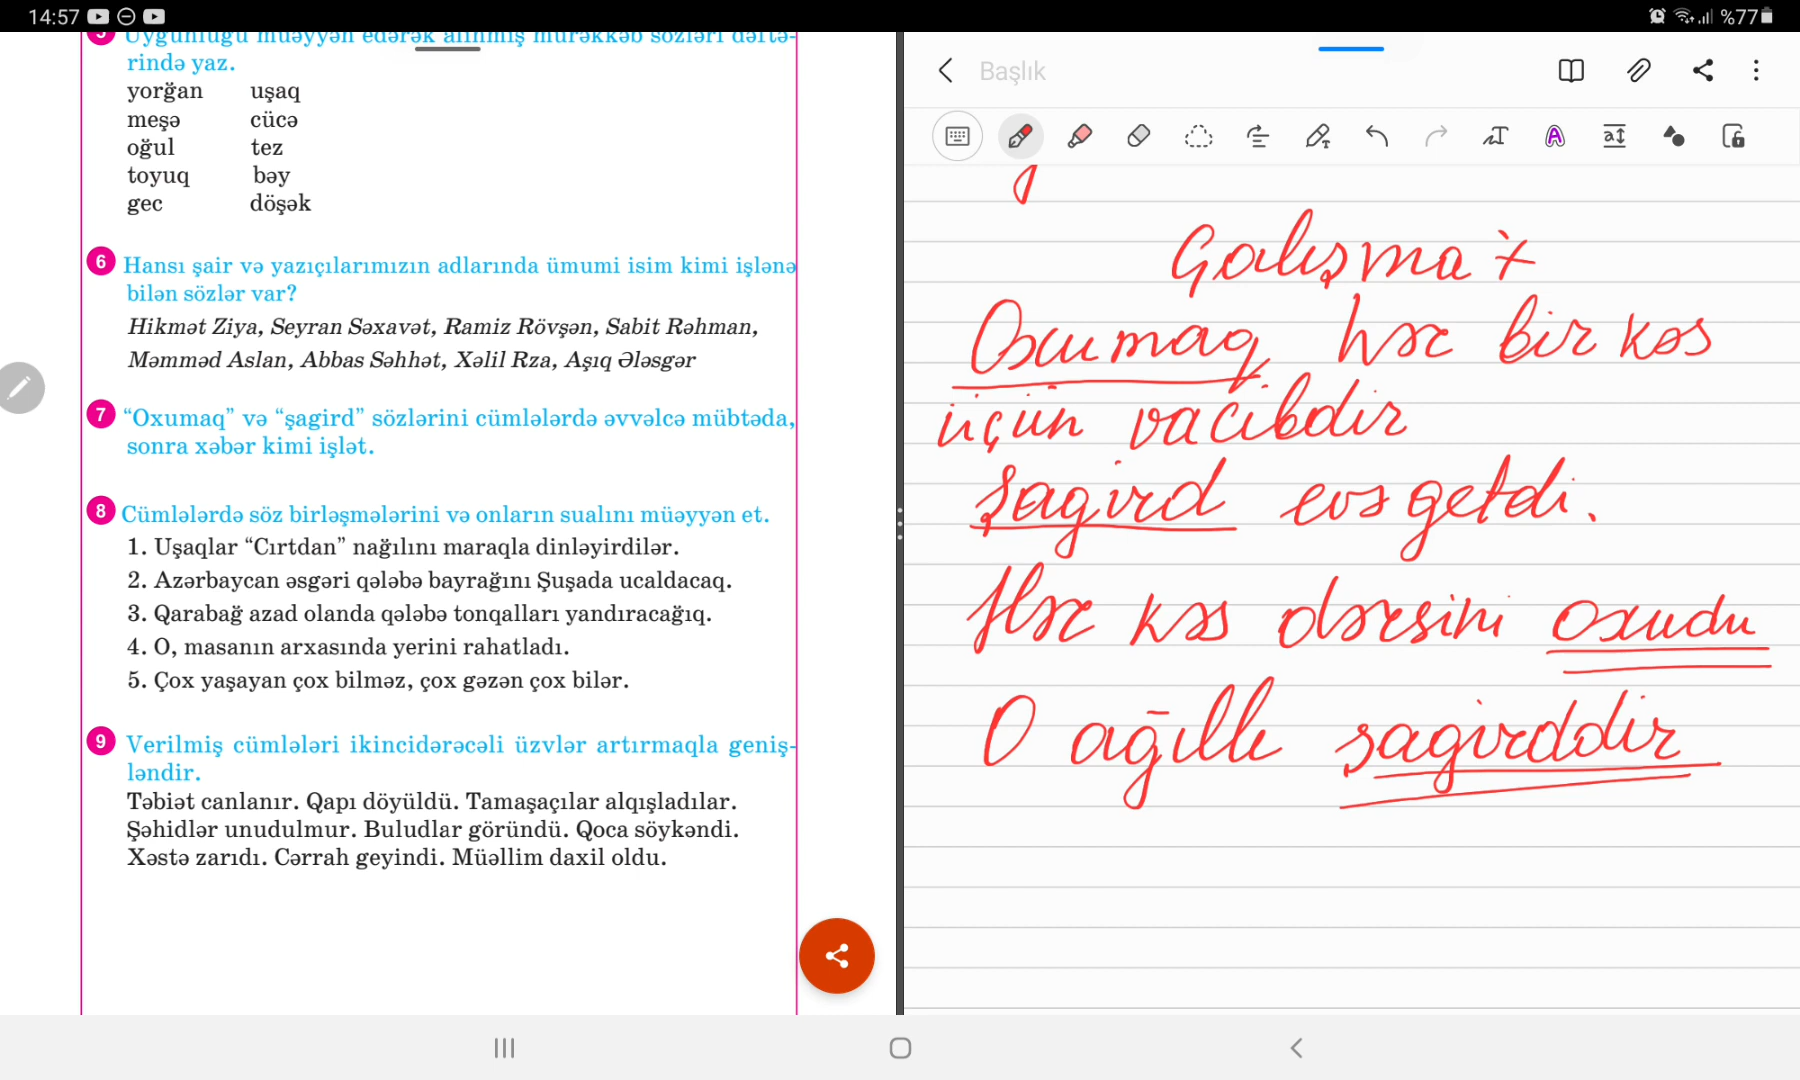 14:57
%77
Uyğunluğu müəyyən edərək alınmış mürəkkəb sözləri dəftə-
rində yaz.
yorğan uşaq
meşə cücə
oğul tez
toyuq bəy
gec döşək
6 Hansı şair və yazıçılarımızın adlarında ümumi isim kimi işlənə
bilən sözlər var?
Hikmət Ziya, Seyran Səxavət, Ramiz Rövşən, Sabit Rəhman,
Məmməd Aslan, Abbas Səhhət, Xəlil Rza, Aşıq Ələsgər
7 “Oxumaq” və “şagird” sözlərini cümlələrdə əvvəlcə mübtəda,
sonra xəbər kimi işlət.
8 Cümlələrdə söz birləşmələrini və onların sualını müəyyən et.
1. Uşaqlar “Cırtdan” nağılını maraqla dinləyirdilər.
2. Azərbaycan əsgəri qələbə bayrağını Şuşada ucaldacaq.
3. Qarabağ azad olanda qələbə tonqalları yandıracağıq.
4. O, masanın arxasında yerini rahatladı.
5. Çox yaşayan çox bilməz, çox gəzən çox bilər.
9 Verilmiş cümlələri ikincidərəcəli üzvlər artırmaqla geniş-
ləndir.
Təbiət canlanır. Qapı döyüldü. Tamaşaçılar alqışladılar.
Şəhidlər unudulmur. Buludlar göründü. Qoca söykəndi.
Xəstə zarıdı. Cərrah geyindi. Müəllim daxil oldu.
Başlık
Çalışma 7
Oxumaq hər bir kəs
üçün vacibdir
Şagird evə getdi.
Hər kəs dərsini oxudu
O ağıllı şagirddir